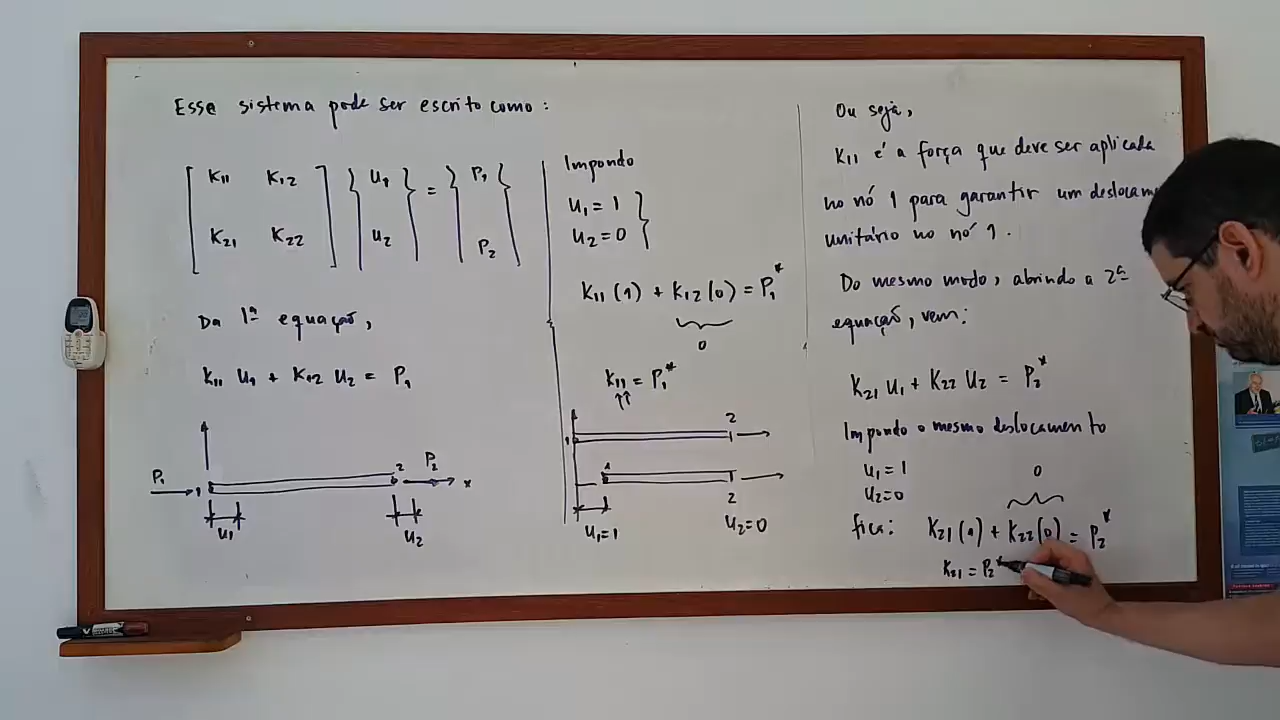 Esse sistema pode ser escrito como:
K11 K12 u1 = P1
K21 K22 u2 P2
Da 1ª equação,
K11 u1 + K12 u2 = P1
P1 1 2 P2 x
u1 u2
Impondo
u1 = 1
u2 = 0
K11 (1) + K12 (0) = P1*
0
K11 = P1*
1 2
1 2
u1=1 u2=0
Ou seja,
K11 é a força que deve ser aplicada
no nó 1 para garantir um deslocam
unitário no nó 1.
Do mesmo modo, abrindo a 2ª
equação, vem:
K21 u1 + K22 u2 = P2*
Impondo o mesmo deslocamento
u1 = 1
u2=0
0
fica: K21 (1) + K22 (0) = P2*
K21 = P2*